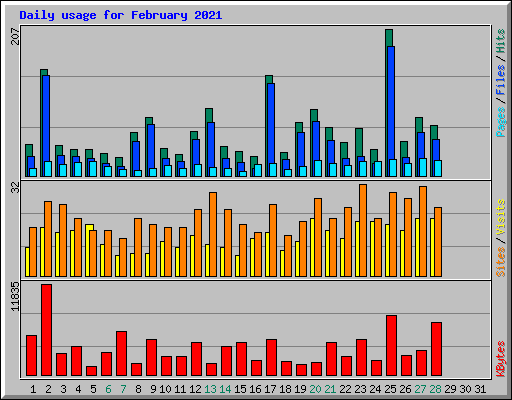 Daily usage for February 2021
207
Pages / Files / Hits
32
Sites / Visits
11835
KBytes
1 2 3 4 5 6 7 8 9 10 11 12 13 14 15 16 17 18 19 20 21 22 23 24 25 26 27 28 29 30 31